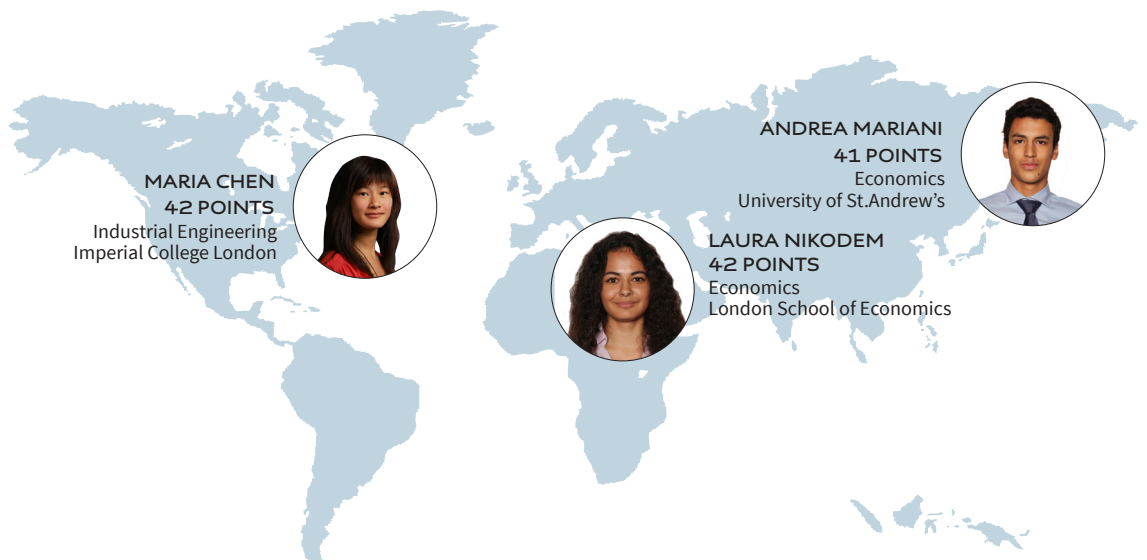 MARIA CHEN
42 POINTS
Industrial Engineering
Imperial College London
ANDREA MARIANI
41 POINTS
Economics
University of St.Andrew's
LAURA NIKODEM
42 POINTS
Economics
London School of Economics